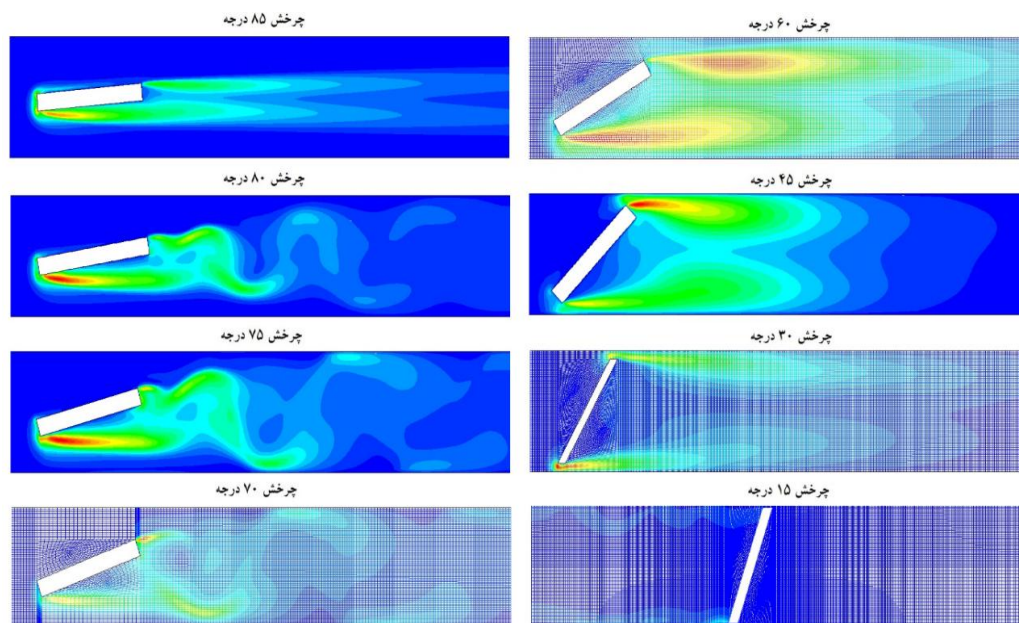 چرخش ۸۵ درجه
چرخش ۶۰ درجه
چرخش ۸۰ درجه
چرخش ۴۵ درجه
چرخش ۷۵ درجه
چرخش ۳۰ درجه
چرخش ۷۰ درجه
چرخش ۱۵ درجه